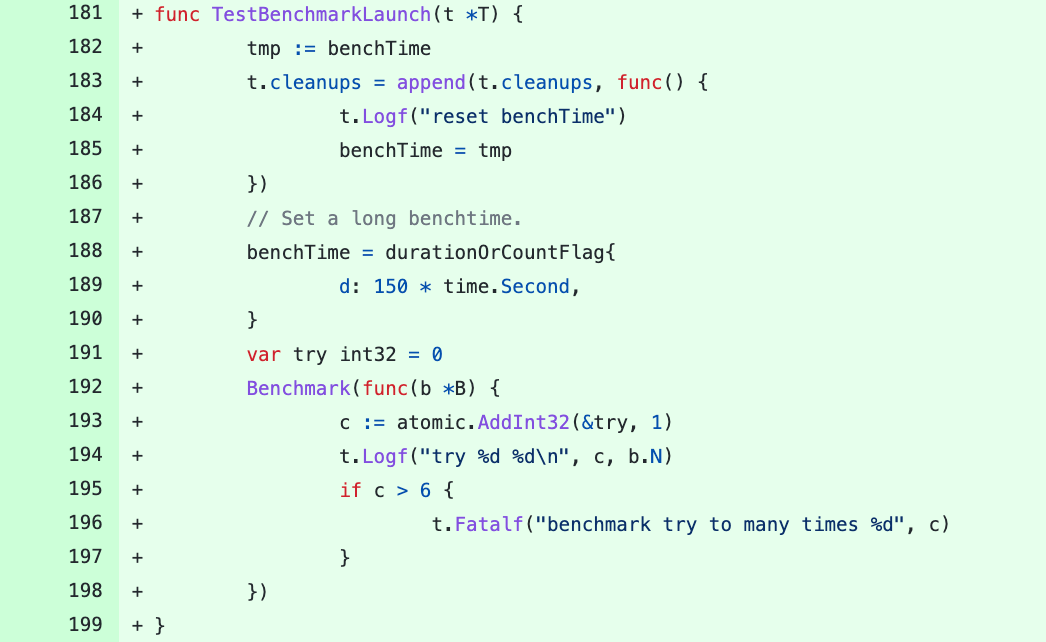 181 + func TestBenchmarkLaunch(t *T) {
182 + tmp := benchTime
183 + t.cleanups = append(t.cleanups, func() {
184 + t.Logf("reset benchTime")
185 + benchTime = tmp
186 + })
187 + // Set a long benchtime.
188 + benchTime = durationOrCountFlag{
189 + d: 150 * time.Second,
190 + }
191 + var try int32 = 0
192 + Benchmark(func(b *B) {
193 + c := atomic.AddInt32(&try, 1)
194 + t.Logf("try %d %d\n", c, b.N)
195 + if c > 6 {
196 + t.Fatalf("benchmark try to many times %d", c)
197 + }
198 + })
199 + }